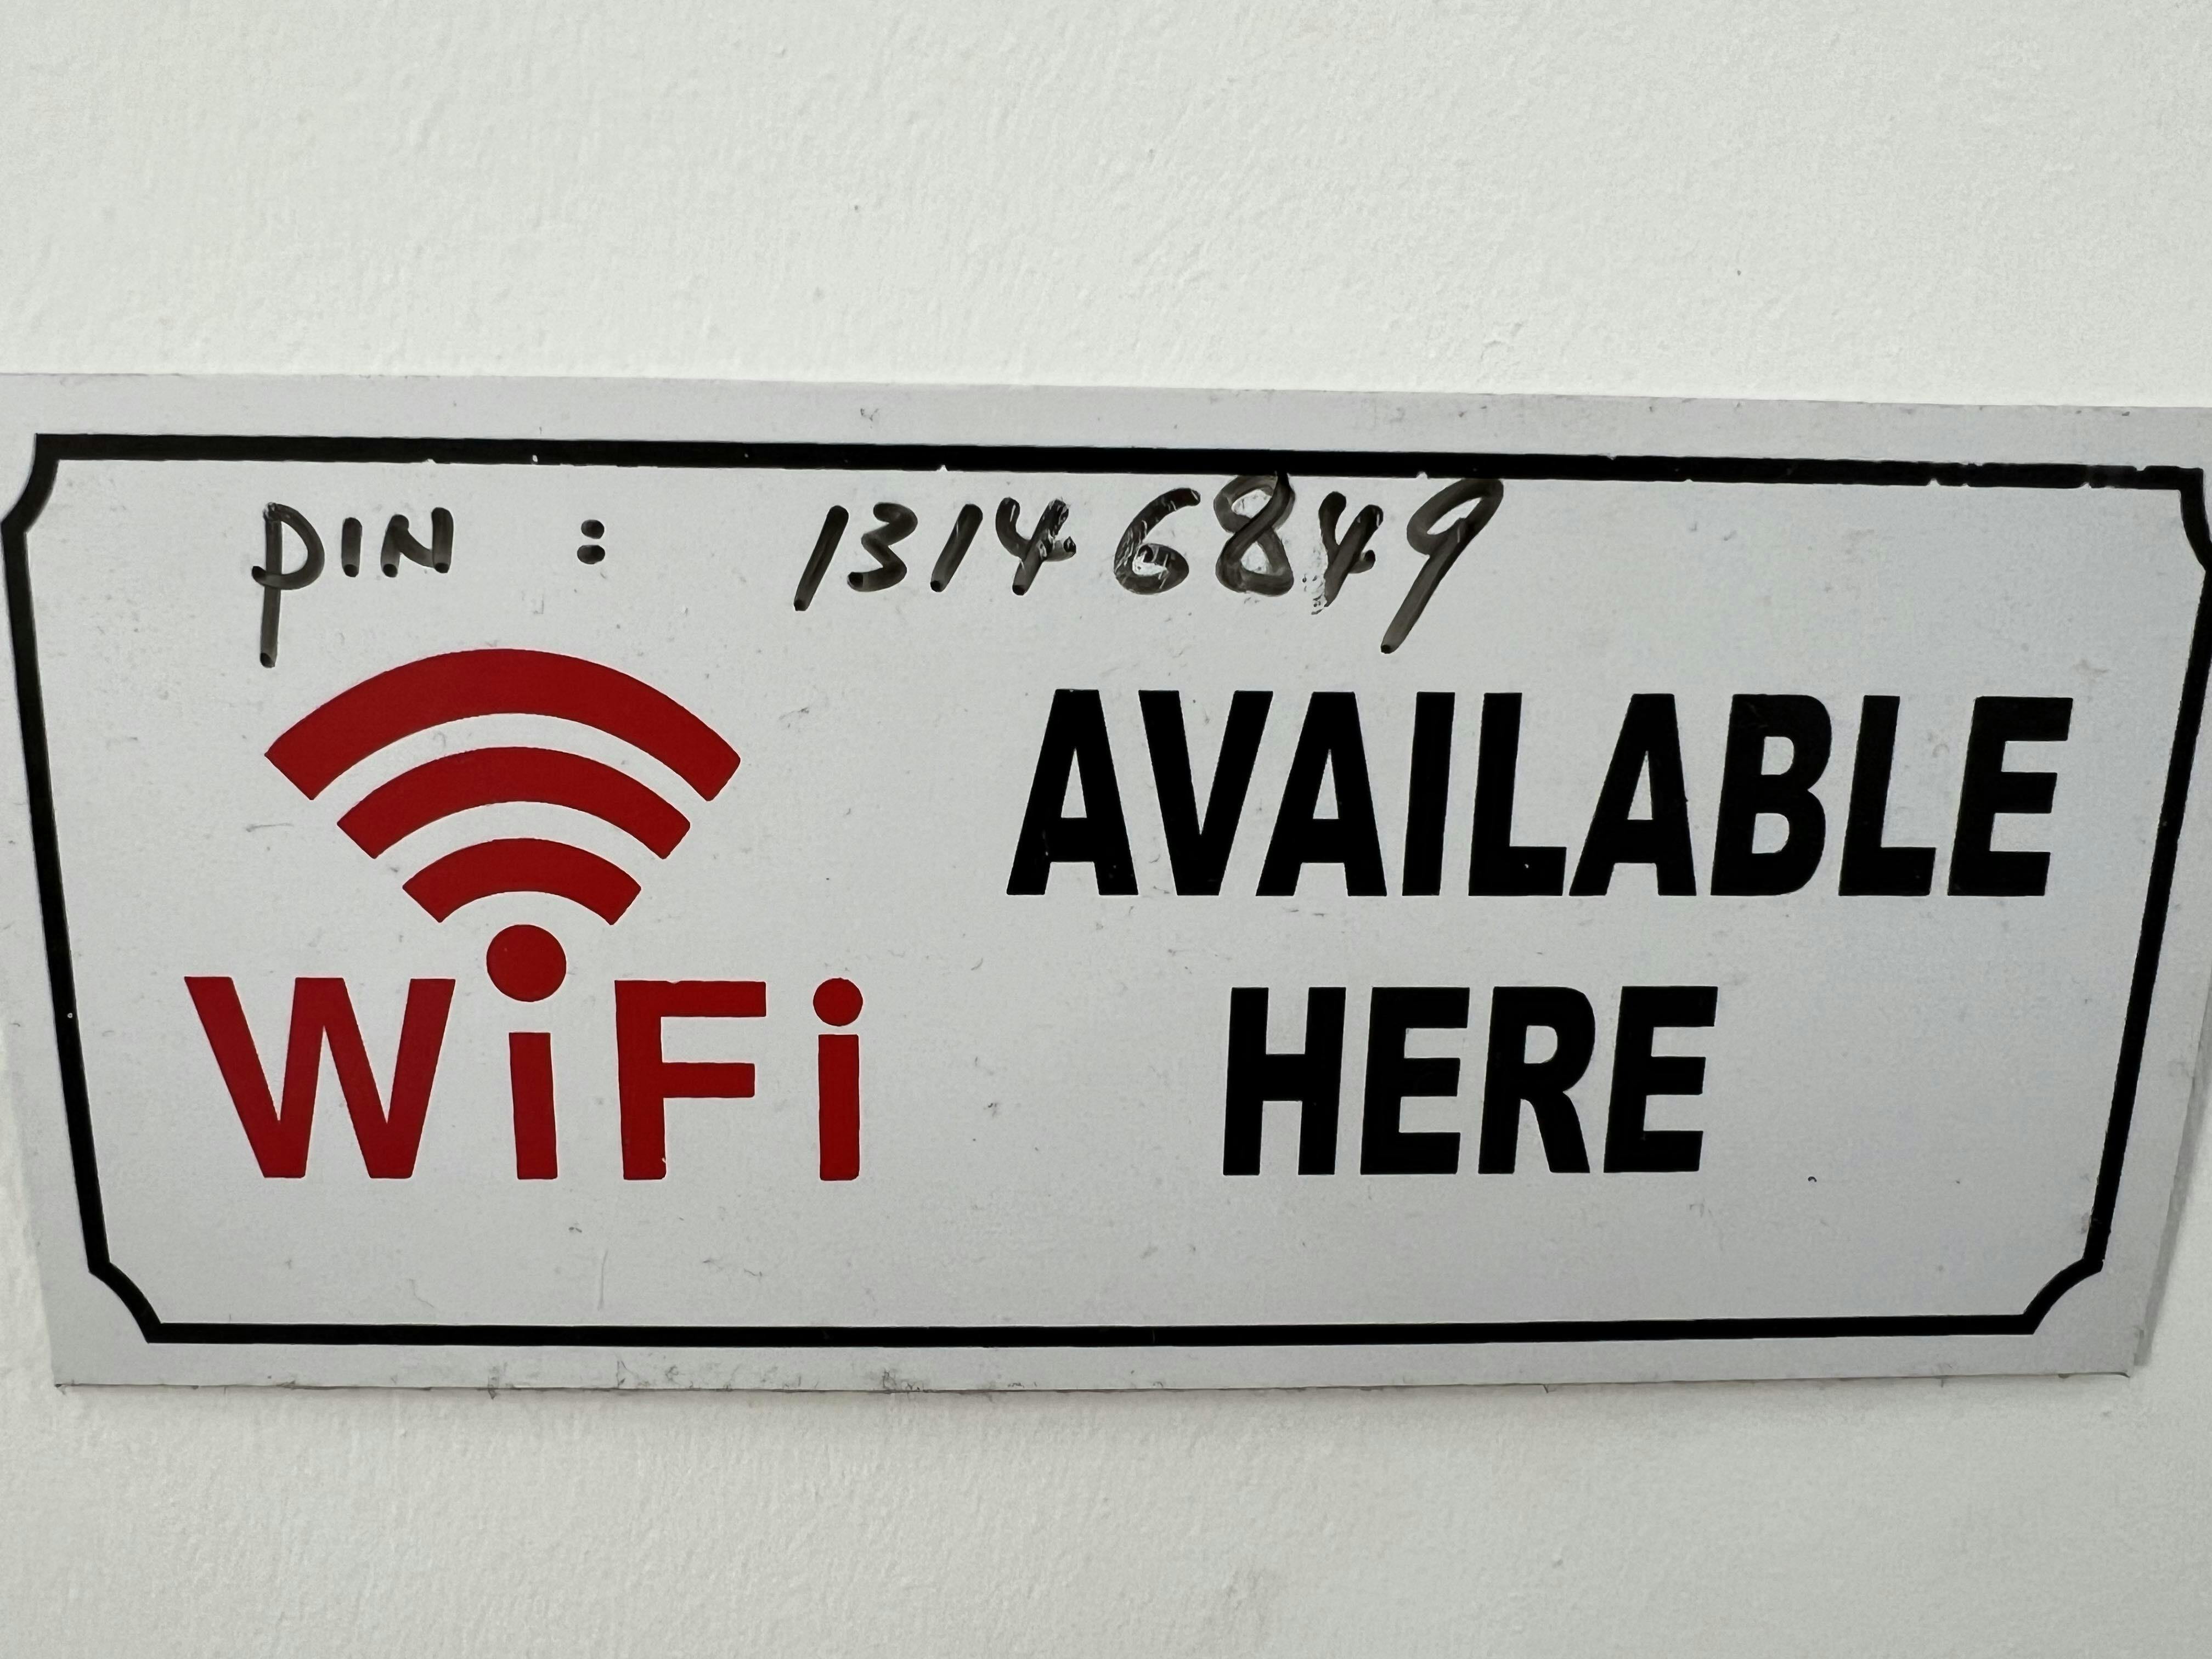 PIN : 13146849
WiFi AVAILABLE
HERE